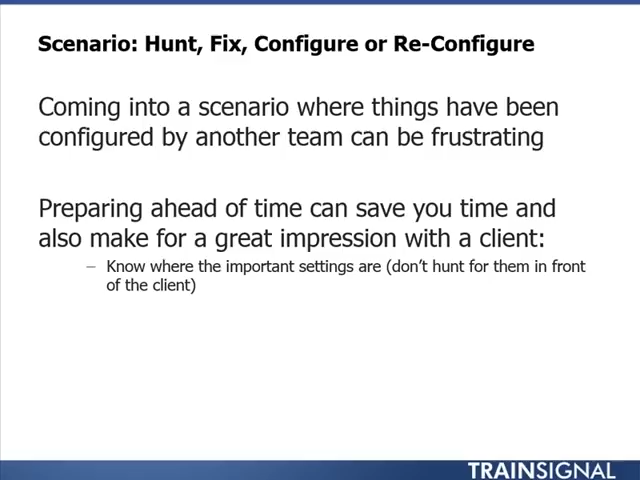 Scenario: Hunt, Fix, Configure or Re-Configure
Coming into a scenario where things have been
configured by another team can be frustrating
Preparing ahead of time can save you time and
also make for a great impression with a client:
– Know where the important settings are (don't hunt for them in front
of the client)
TRAINSIGNAL